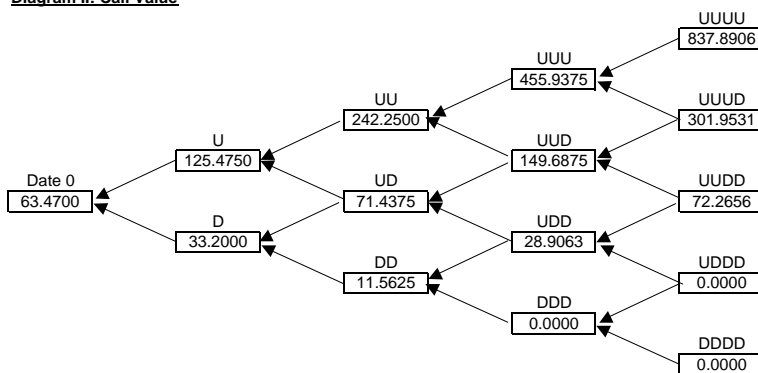 Diagram II: Call Value
UUUU
837.8906
UUU
455.9375
UU
242.2500
UUUD
301.9531
U
125.4750
UUD
149.6875
Date 0
63.4700
UD
71.4375
UUDD
72.2656
D
33.2000
UDD
28.9063
DD
11.5625
UDDD
0.0000
DDD
0.0000
DDDD
0.0000